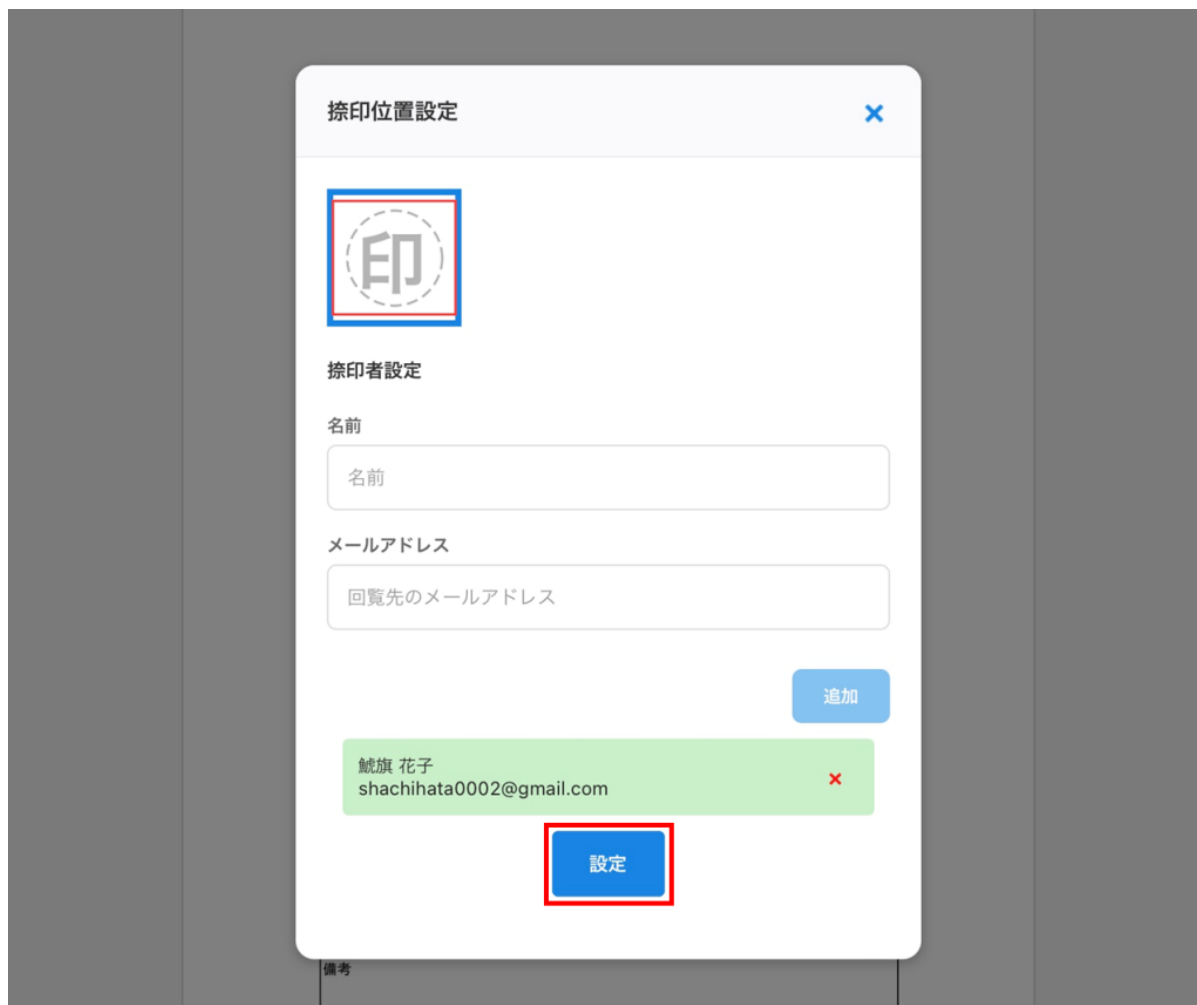 捺印位置設定
印
捺印者設定
名前
名前
メールアドレス
回覧先のメールアドレス
追加
鯱旗 花子
shachihata0002@gmail.com
設定
備考